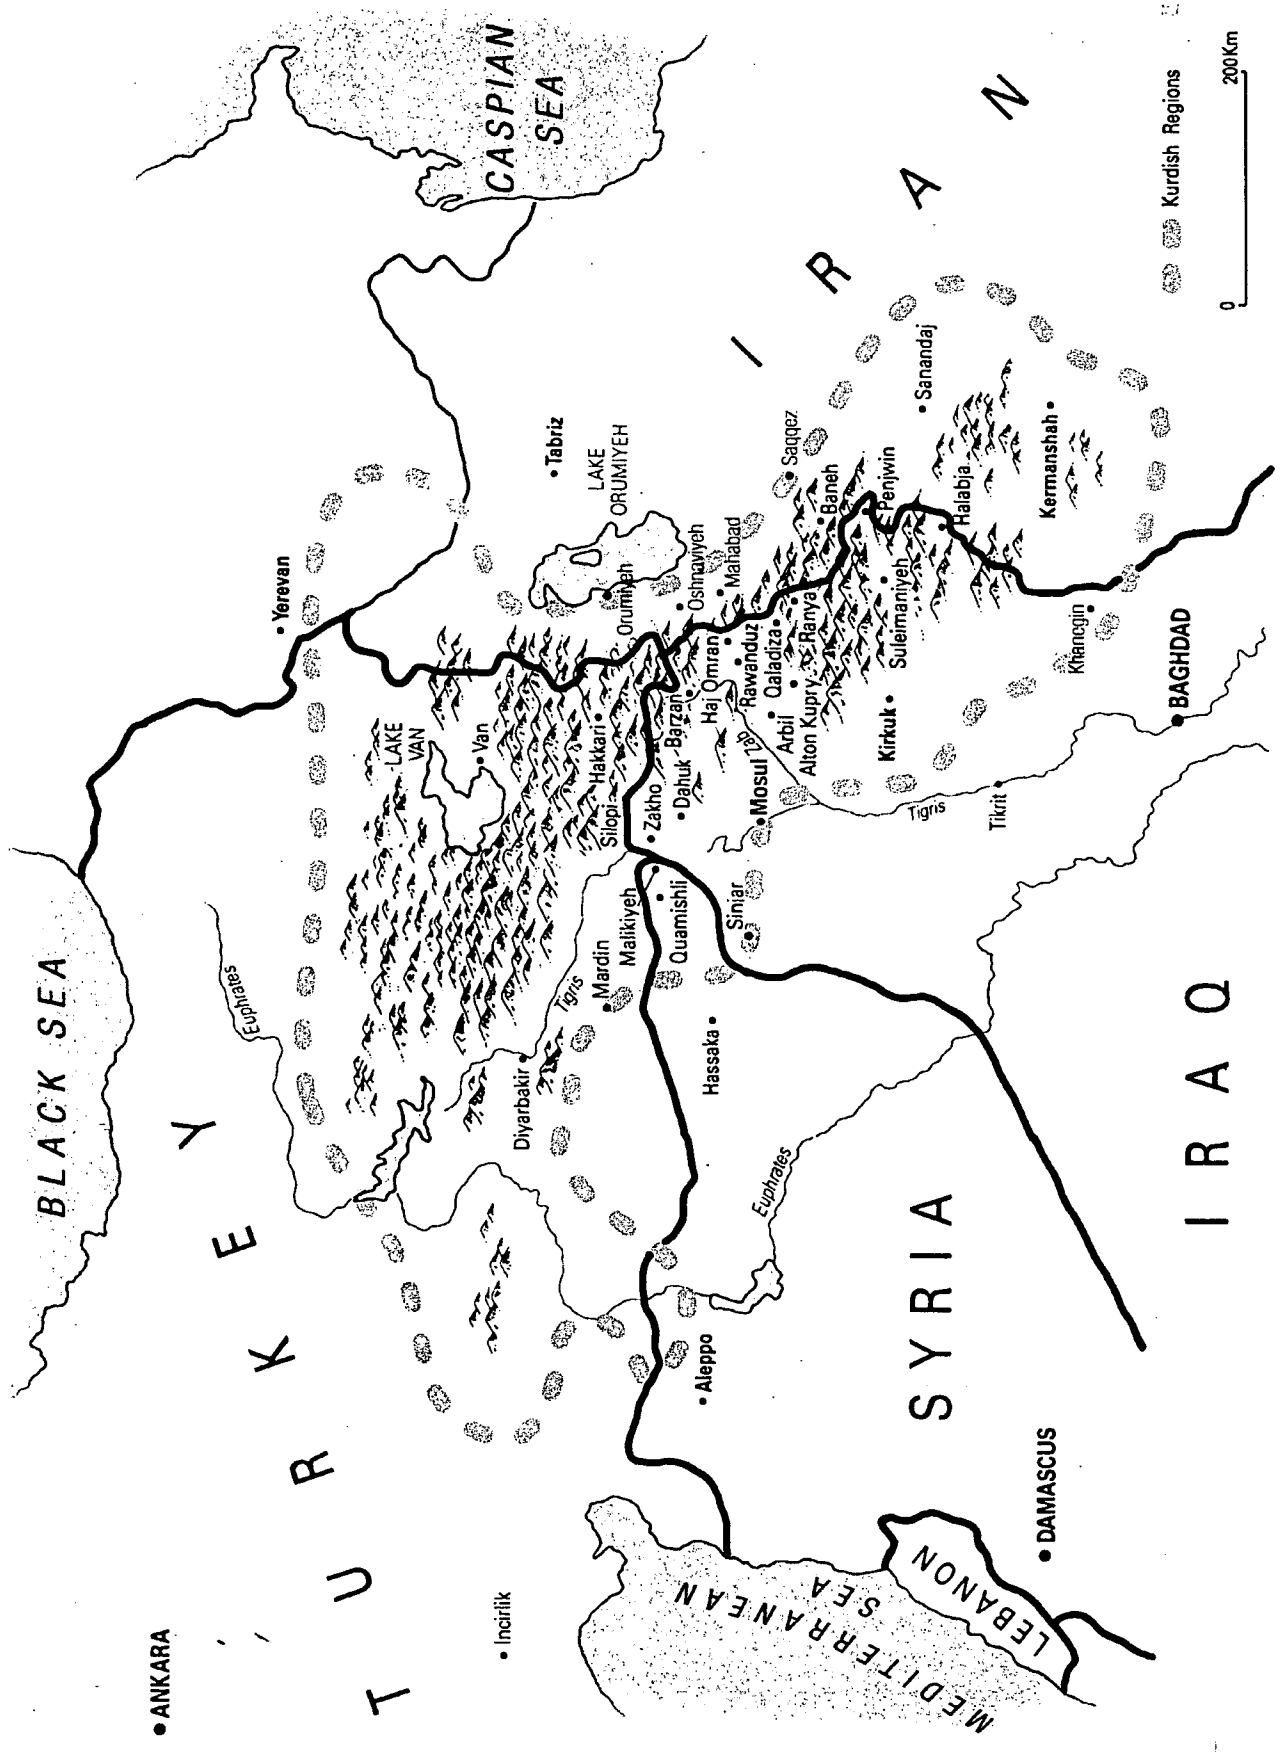 BLACK SEA
CASPIAN
SEA
ANKARA
TURKEY
Euphrates
Yerevan
LAKE
VAN
Van
Tabriz
LAKE
ORUMIYEH
Incirlik
Diyarbakir
Tigris
Mardin
Silopi
Hakkari
Orumiyeh
Malikiyeh
Zakho
Barzan
Oshnaviyeh
Quamishli
Dahuk
Haj Omran
Mahabad
Aleppo
Hassaka
Sinjar
Mosul
Zab
Rawanduz
Qaladiza
Saqqez
MEDITERRANEAN
SEA
Euphrates
Arbil
Alton Kupry
Ranya
Baneh
IRAN
Kirkuk
Suleimaniyeh
Penjwin
Sanandaj
LEBANON
SYRIA
Tigris
Tikrit
Halabja
Kermanshah
DAMASCUS
Khaneqin
BAGHDAD
IRAQ
Kurdish Regions
0 200Km